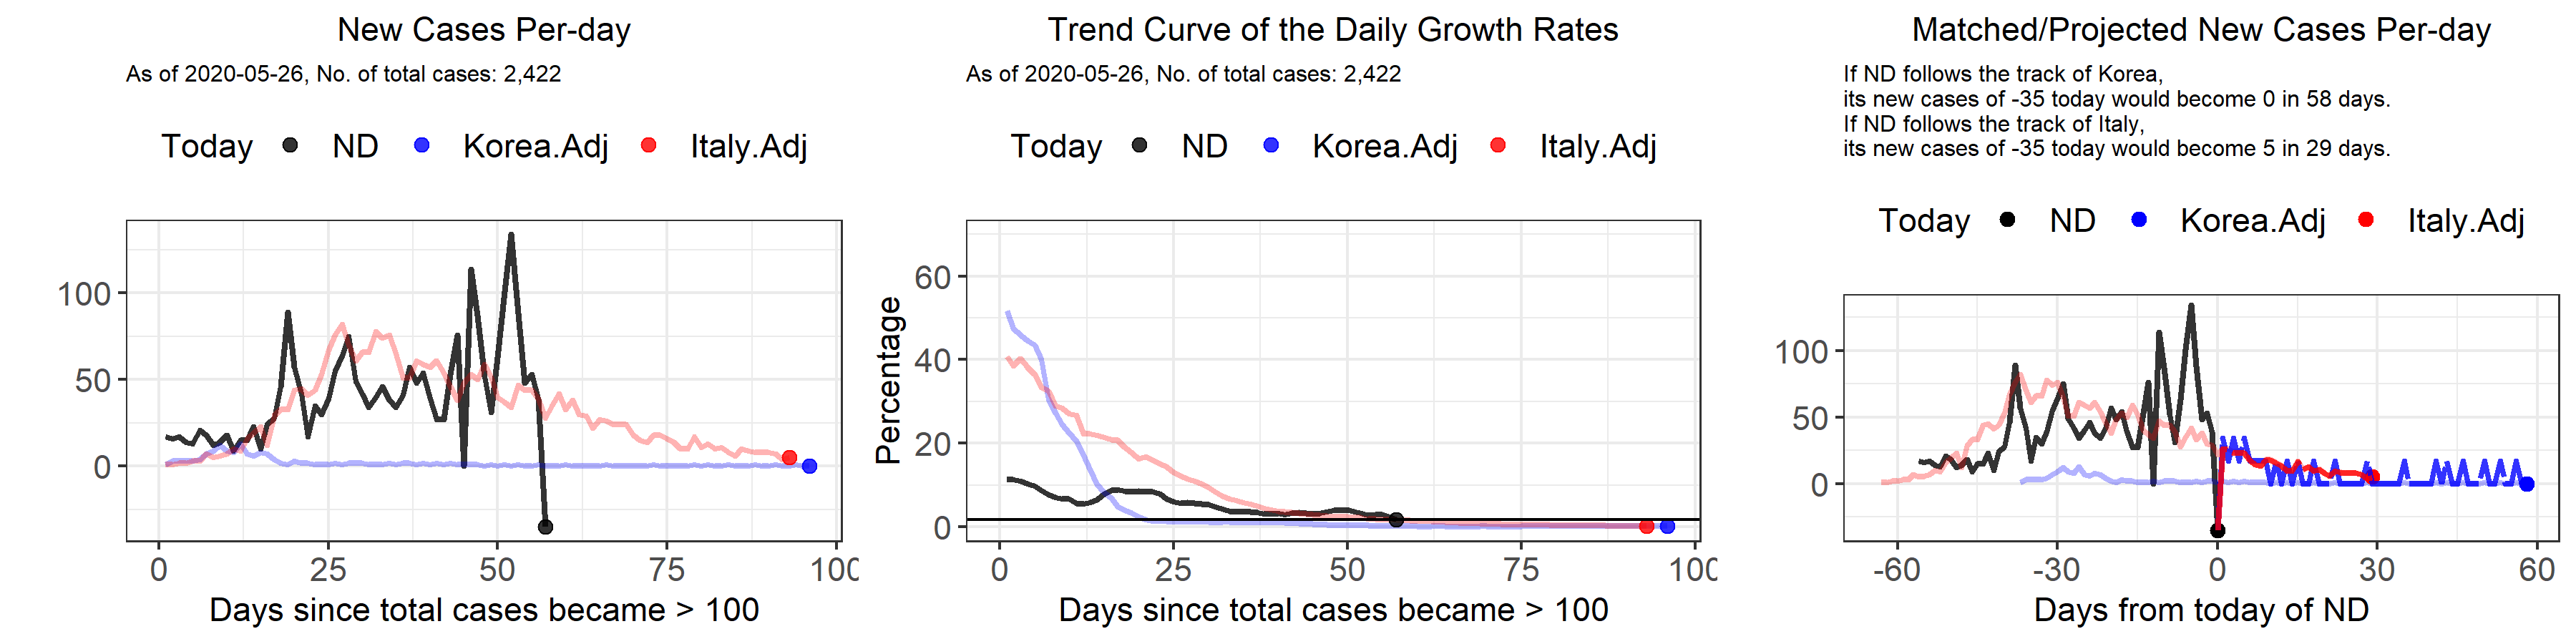 New Cases Per-day
As of 2020-05-26, No. of total cases: 2,422
Today ND Korea.Adj Italy.Adj
100
50
0
0 25 50 75 100
Days since total cases became > 100
Trend Curve of the Daily Growth Rates
As of 2020-05-26, No. of total cases: 2,422
Today ND Korea.Adj Italy.Adj
Percentage
60
40
20
0
0 25 50 75 100
Days since total cases became > 100
Matched/Projected New Cases Per-day
If ND follows the track of Korea,
its new cases of -35 today would become 0 in 58 days.
If ND follows the track of Italy,
its new cases of -35 today would become 5 in 29 days.
Today ND Korea.Adj Italy.Adj
100
50
0
-60 -30 0 30 60
Days from today of ND